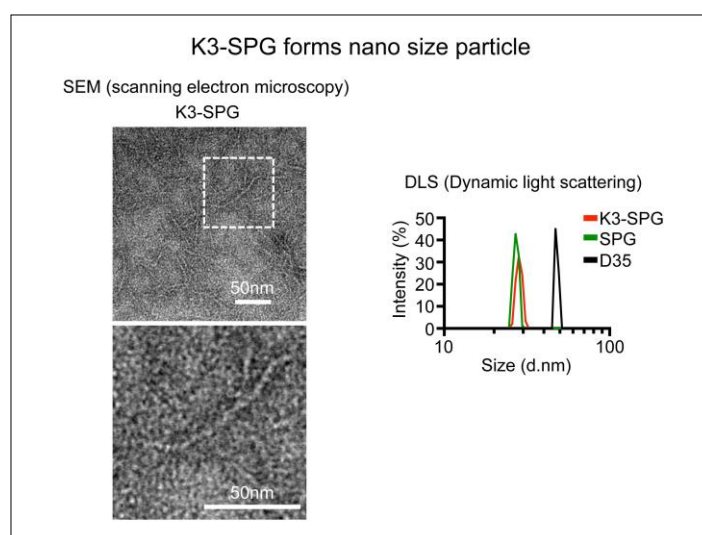 K3-SPG forms nano size particle
SEM (scanning electron microscopy)
K3-SPG
50nm
50nm
DLS (Dynamic light scattering)
K3-SPG
SPG
D35
Intensity (%)
50
40
30
20
10
0
10
100
Size (d.nm)